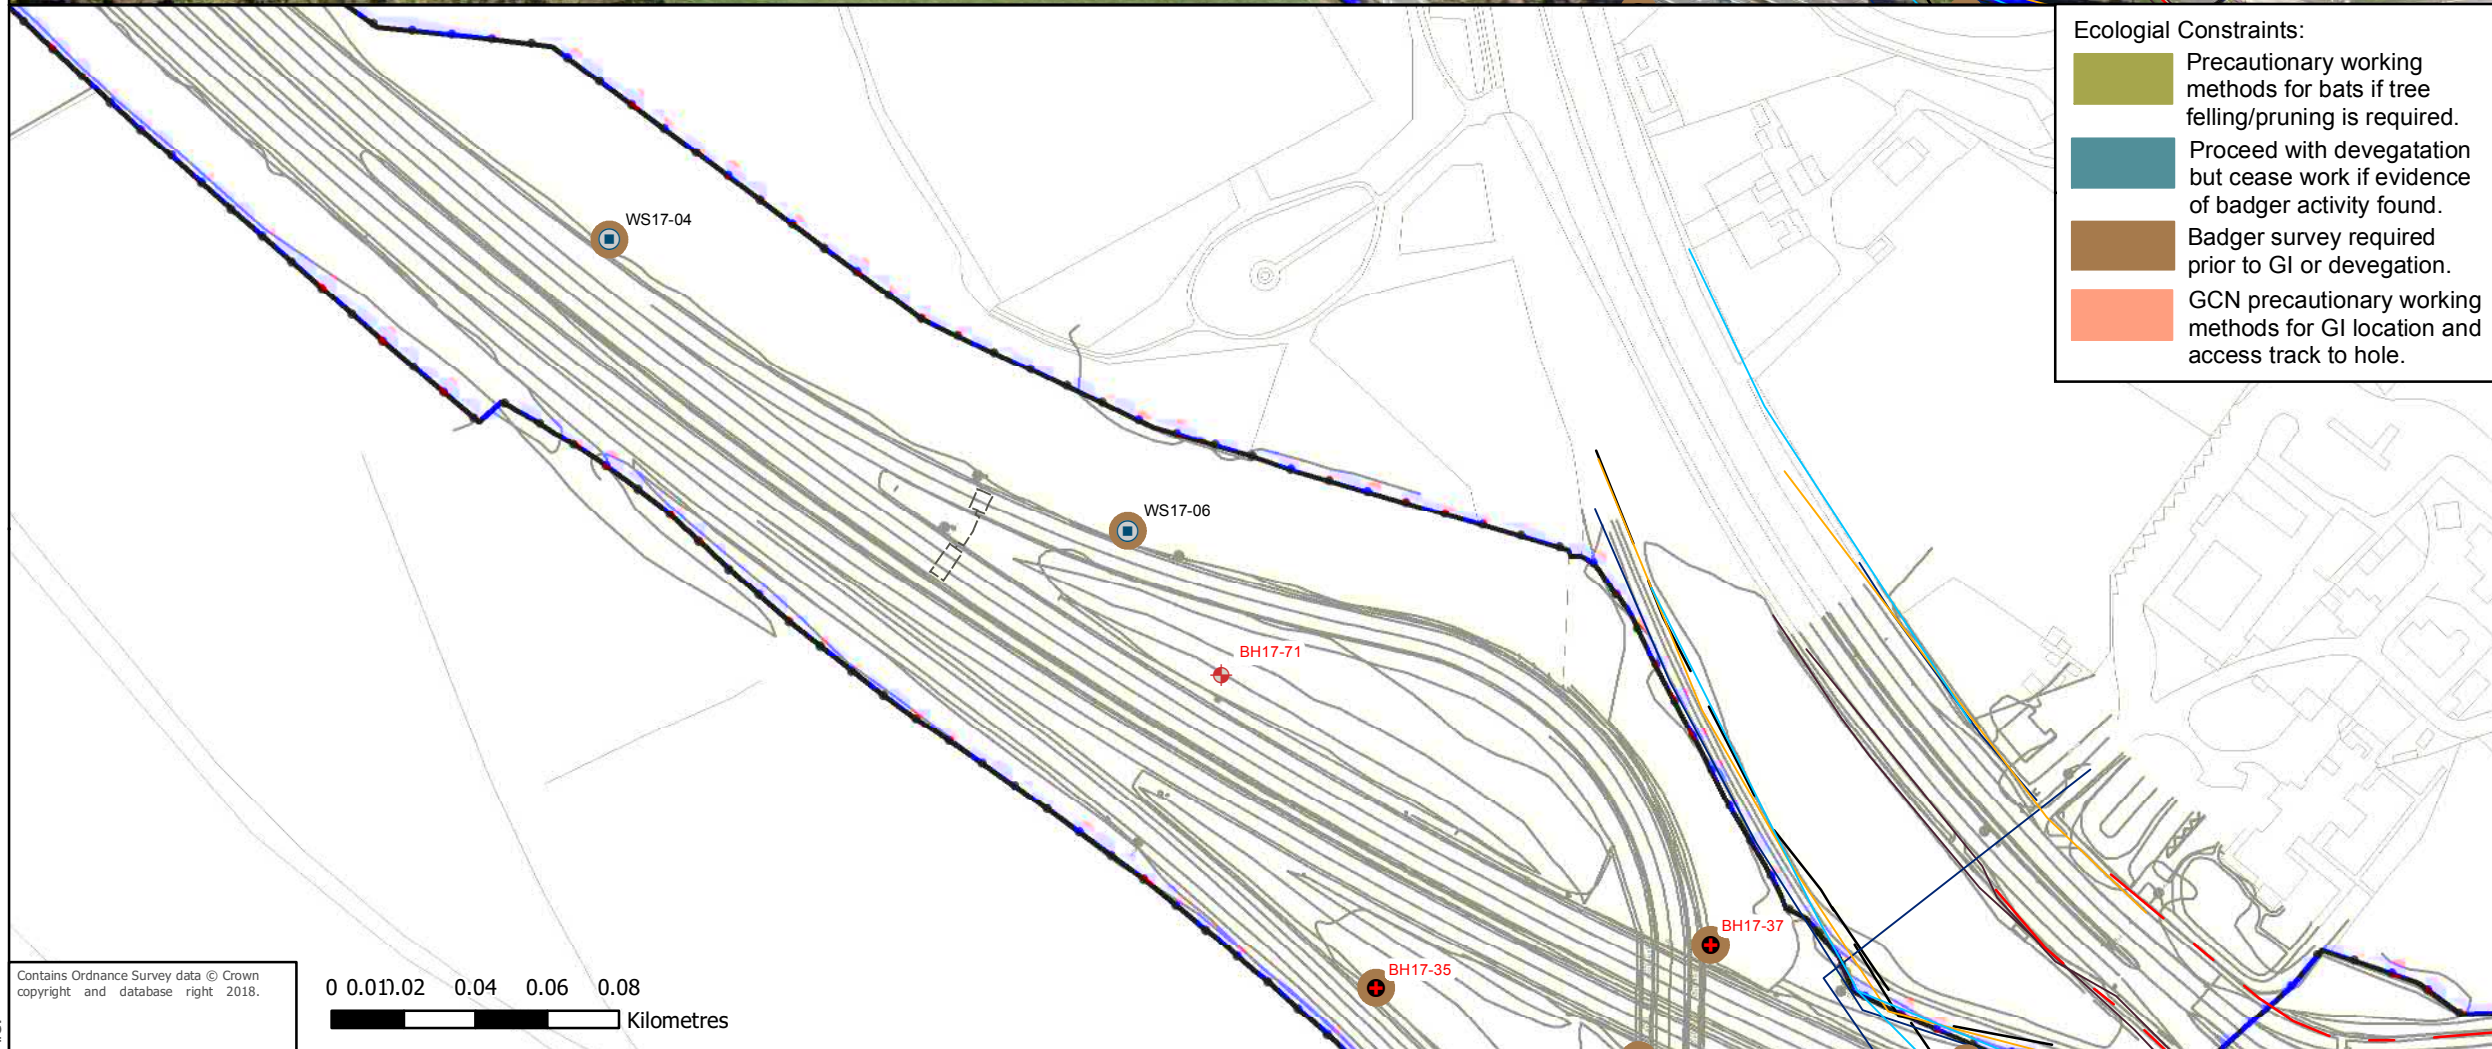 Ecologial Constraints:
Precautionary working
methods for bats if tree
felling/pruning is required.
Proceed with devegatation
but cease work if evidence
of badger activity found.
Badger survey required
prior to GI or devegation.
GCN precautionary working
methods for GI location and
access track to hole.
WS17-04
WS17-06
BH17-71
BH17-37
BH17-35
Contains Ordnance Survey data © Crown
copyright and database right 2018.
0 0.01 0.02 0.04 0.06 0.08
Kilometres